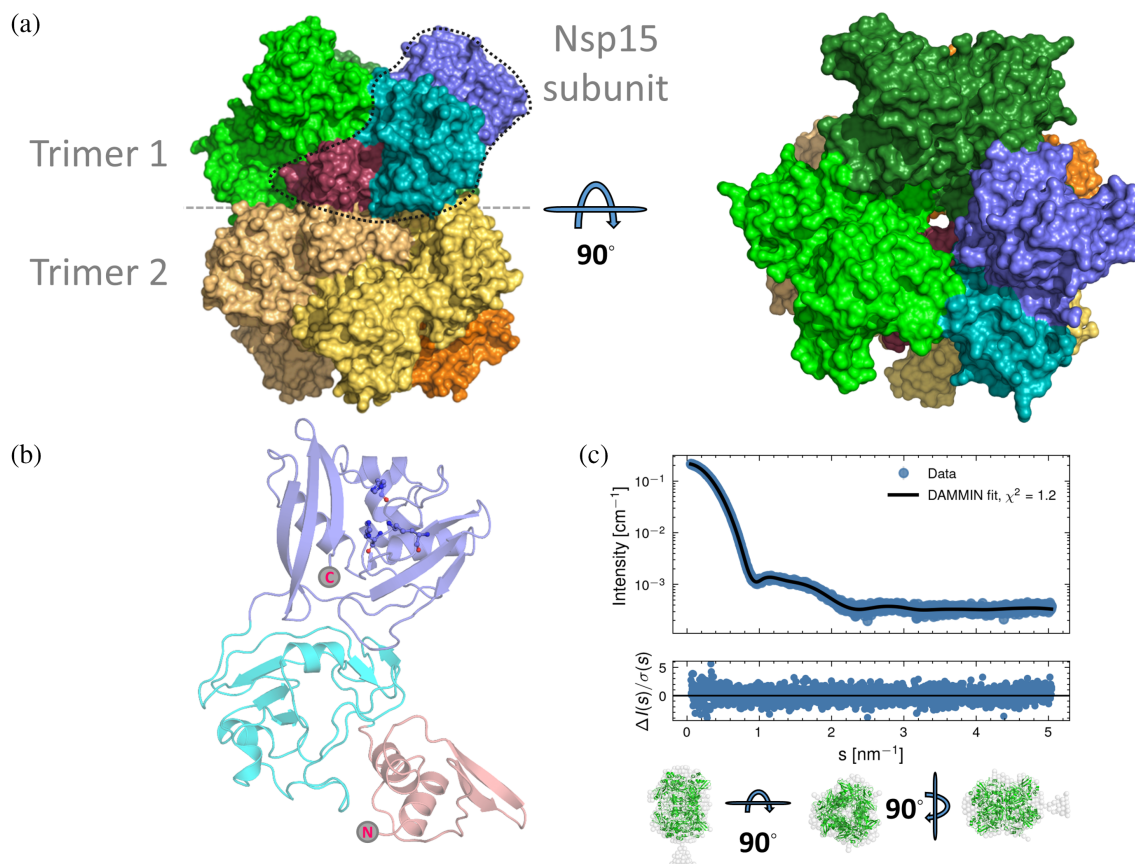 (a)
Nsp15
subunit
Trimer 1
Trimer 2
90°
(b)
C
N
(c)
Data
DAMMIN fit, χ² = 1.2
Intensity [cm⁻¹]
10⁻¹
10⁻²
10⁻³
Δ I(s)/σ(s)
5
0
0 1 2 3 4 5
s [nm⁻¹]
90°
90°